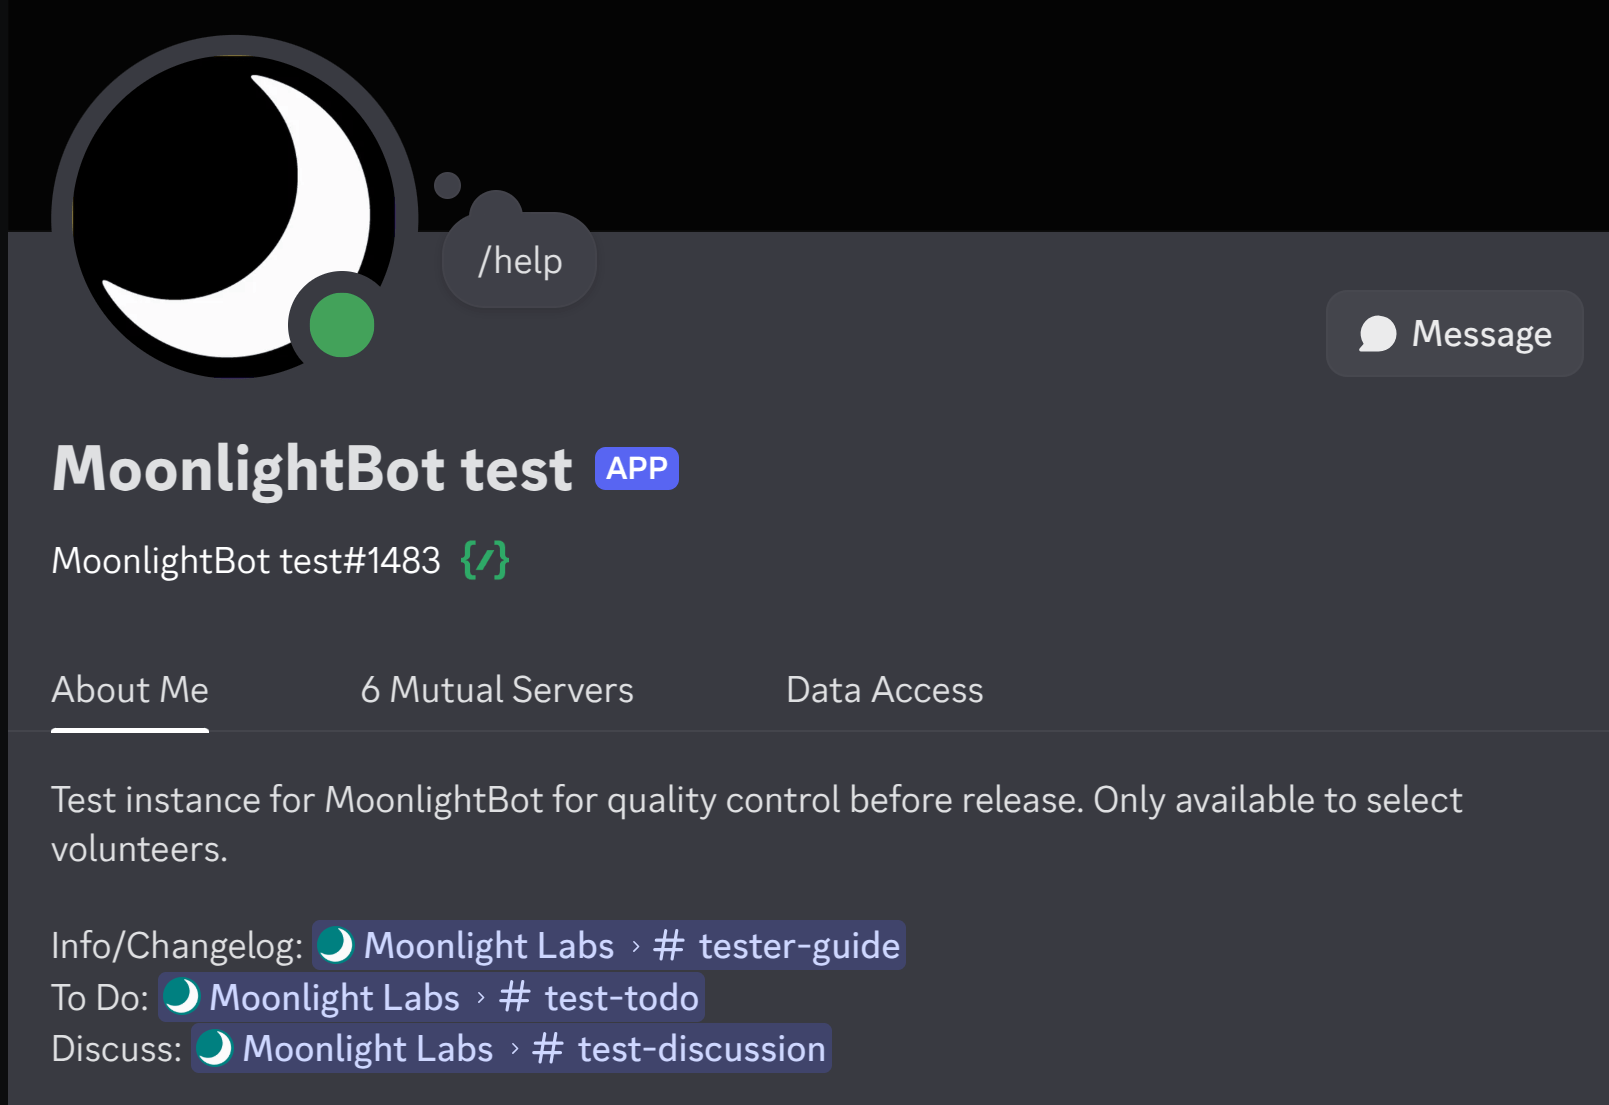 /help
Message
MoonlightBot test APP
MoonlightBot test#1483 {/}
About Me 6 Mutual Servers Data Access
Test instance for MoonlightBot for quality control before release. Only available to select
volunteers.
Info/Changelog: Moonlight Labs › # tester-guide
To Do: Moonlight Labs › # test-todo
Discuss: Moonlight Labs › # test-discussion